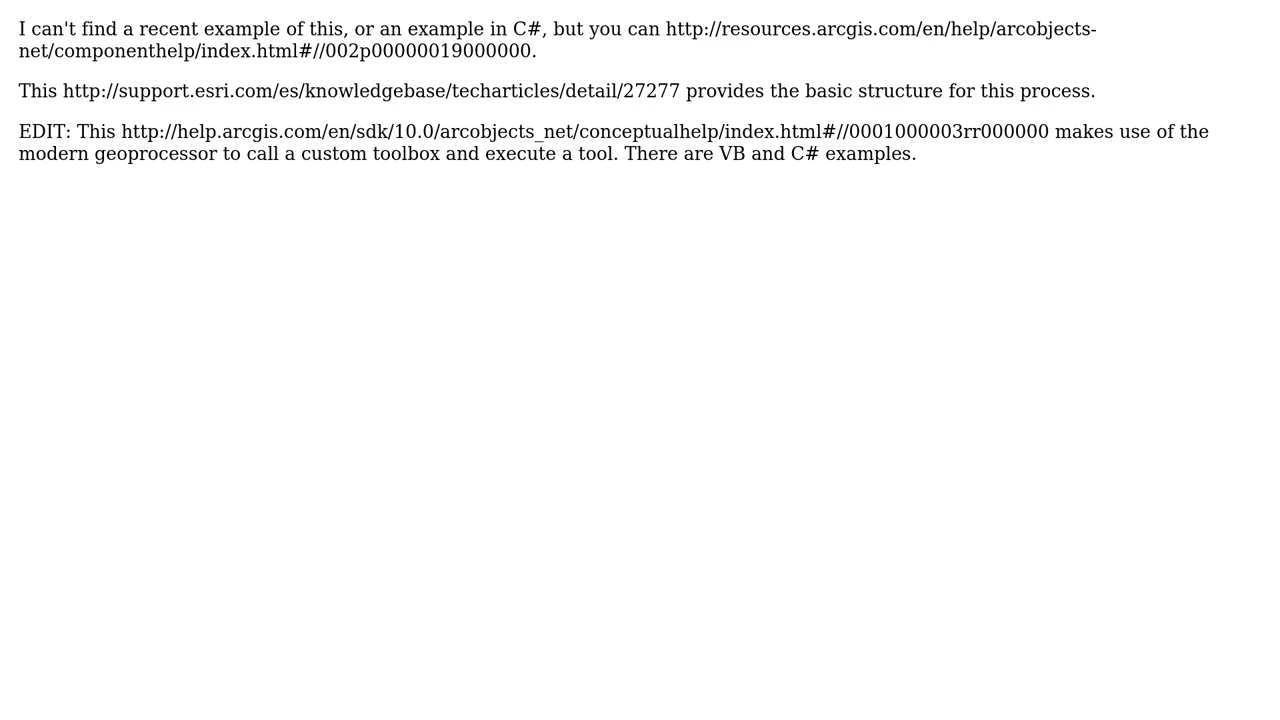 I can't find a recent example of this, or an example in C#, but you can http://resources.arcgis.com/en/help/arcobjects-
net/componenthelp/index.html#//002p00000019000000.
This http://support.esri.com/es/knowledgebase/techarticles/detail/27277 provides the basic structure for this process.
EDIT: This http://help.arcgis.com/en/sdk/10.0/arcobjects_net/conceptualhelp/index.html#//0001000003rr000000 makes use of the
modern geoprocessor to call a custom toolbox and execute a tool. There are VB and C# examples.